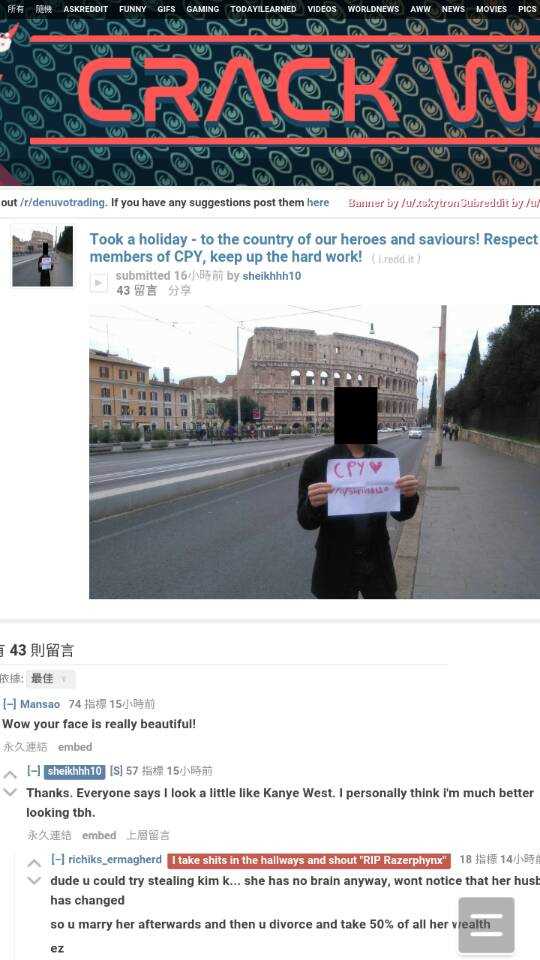 所有 隨機 ASKREDDIT FUNNY GIFS GAMING TODAYILEARNED VIDEOS WORLDNEWS AWW NEWS MOVIES PICS
CRACK WA
out /r/denuvotrading. If you have any suggestions post them here Banner by /u/xskytron Subreddit by /u/
Took a holiday - to the country of our heroes and saviours! Respect
members of CPY, keep up the hard work! ( i.redd.it )
submitted 16小時前 by sheikhhh10
43 留言 分享
CPY ♥
/u/sheikhhh10
有 43 則留言
依據: 最佳
[–] Mansao 74 指標 15小時前
Wow your face is really beautiful!
永久連結 embed
[–] sheikhhh10 [S] 57 指標 15小時前
Thanks. Everyone says I look a little like Kanye West. I personally think i'm much better
looking tbh.
永久連結 embed 上層留言
[–] richiks_ermagherd I take shits in the hallways and shout "RIP Razerphynx" 18 指標 14小時前
dude u could try stealing kim k... she has no brain anyway, wont notice that her husb
has changed
so u marry her afterwards and then u divorce and take 50% of all her wealth
ez